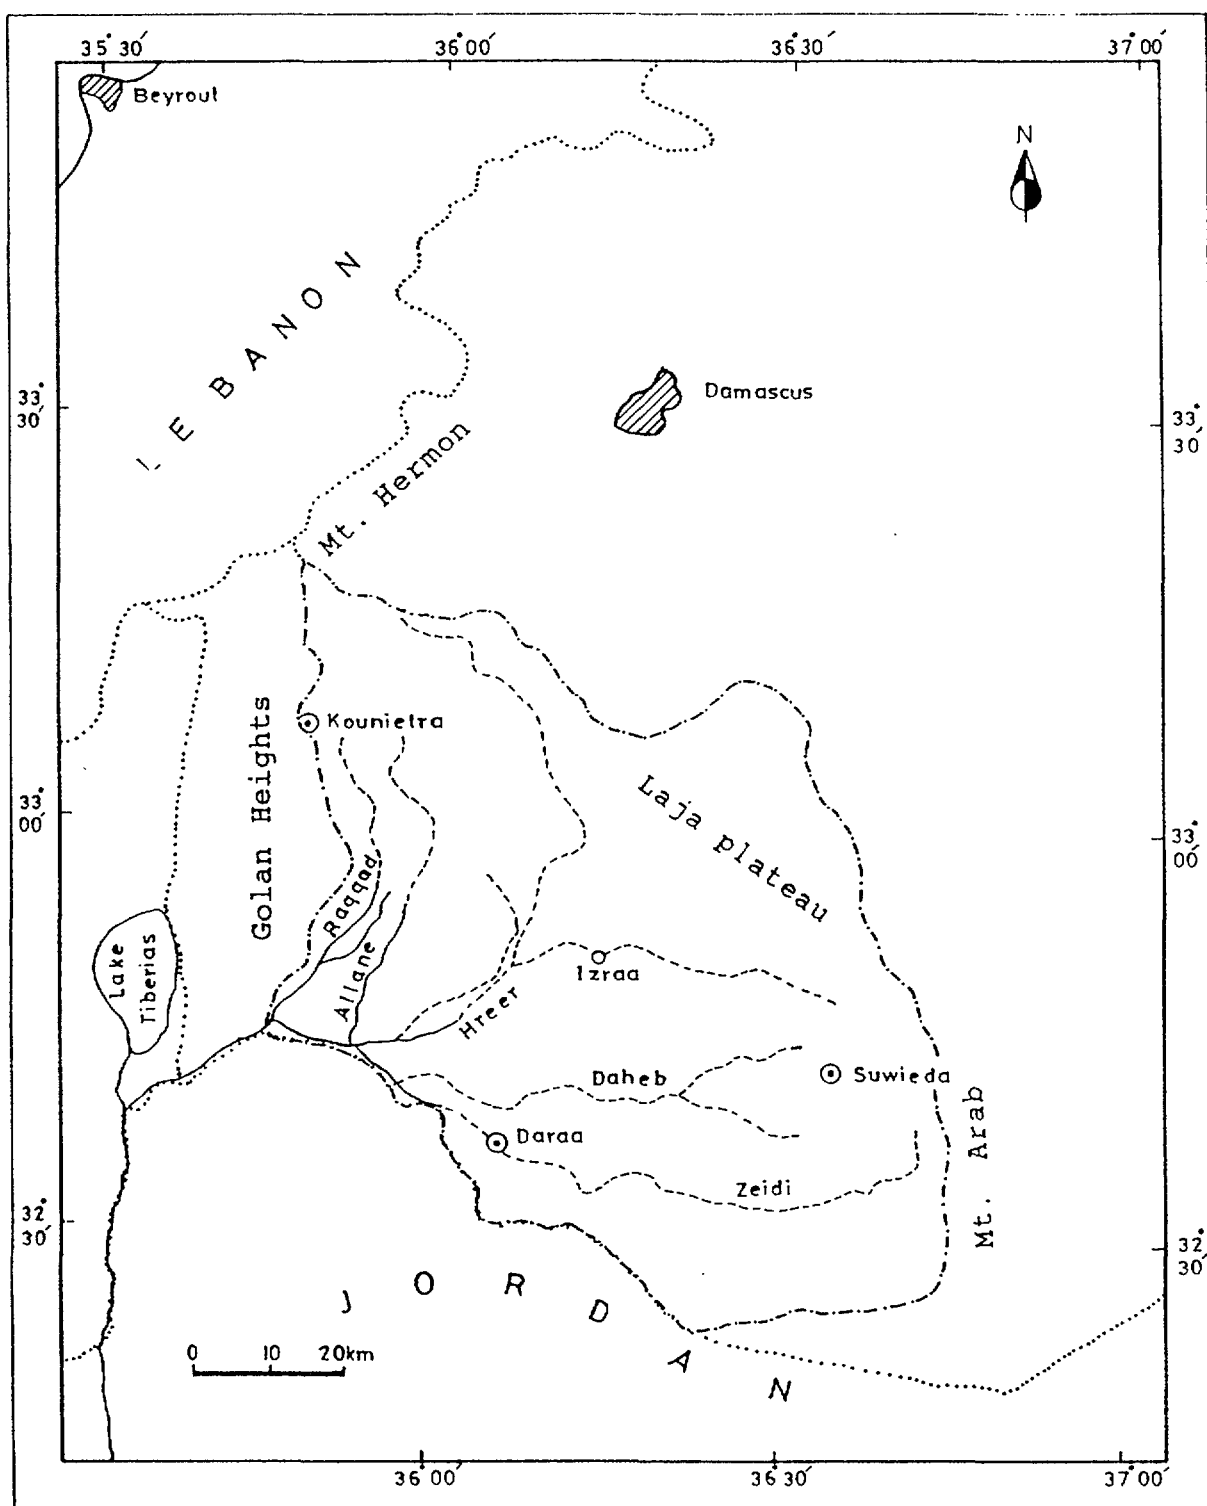 35° 30′
36° 00′
36° 30′
37° 00′
Beyrout
N
LEBANON
33° 30′
Damascus
33° 30′
Mt. Hermon
Kounietra
Golan Heights
Laja plateau
33° 00′
33° 00′
Raqqad
Lake Tiberias
Allane
Izraa
Hreer
Daheb
Suwieda
Daraa
Zeidi
Mt. Arab
32° 30′
32° 30′
JORDAN
0 10 20km
36° 00′
36° 30′
37° 00′